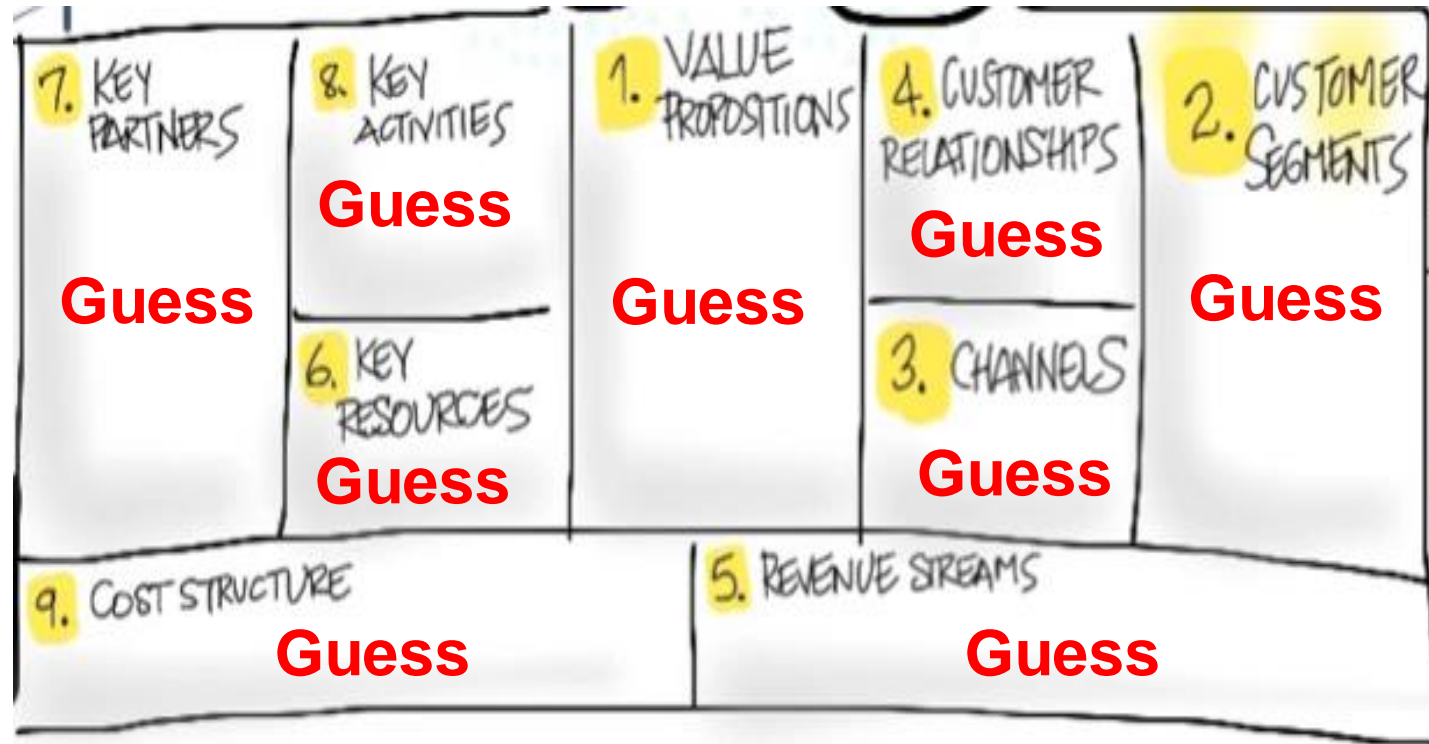 7. KEY
PARTNERS
Guess
8. KEY
ACTIVITIES
Guess
6. KEY
RESOURCES
Guess
1. VALUE
PROPOSITIONS
Guess
4. CUSTOMER
RELATIONSHIPS
Guess
3. CHANNELS
Guess
2. CUSTOMER
SEGMENTS
Guess
9. COST STRUCTURE
Guess
5. REVENUE STREAMS
Guess